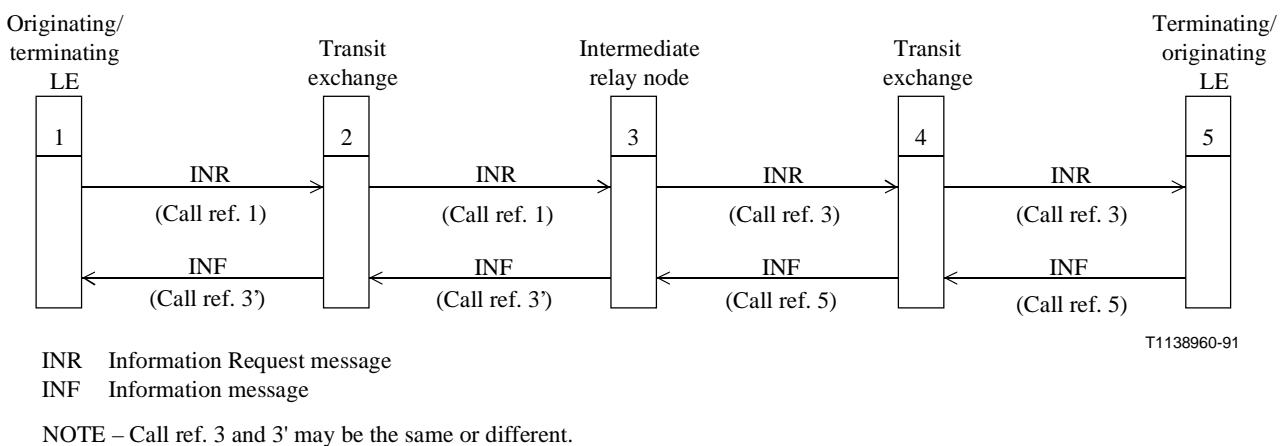 Originating/
terminating
LE
Transit
exchange
Intermediate
relay node
Transit
exchange
Terminating/
originating
LE
1
2
3
4
5
INR
INR
INR
INR
(Call ref. 1)
(Call ref. 1)
(Call ref. 3)
(Call ref. 3)
INF
INF
INF
INF
(Call ref. 3’)
(Call ref. 3’)
(Call ref. 5)
(Call ref. 5)
T1138960-91
INR Information Request message
INF Information message
NOTE – Call ref. 3 and 3' may be the same or different.